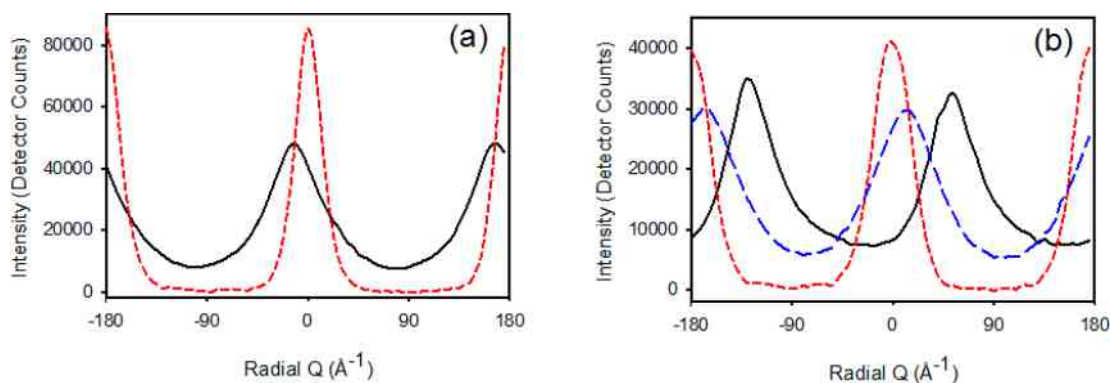 (a)
Intensity (Detector Counts)
80000
60000
40000
20000
0
-180 -90 0 90 180
Radial Q (Å-1)
(b)
Intensity (Detector Counts)
40000
30000
20000
10000
0
-180 -90 0 90 180
Radial Q (Å-1)